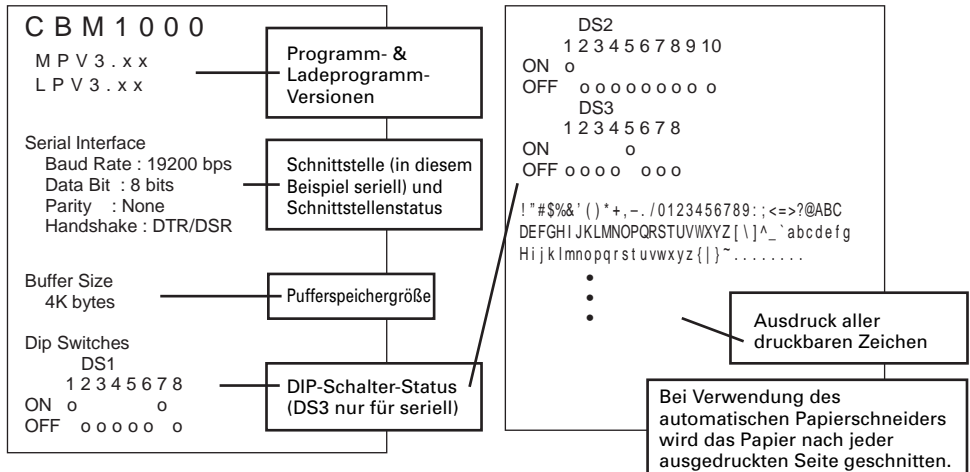 CBM1000
MPV3.xx
LPV3.xx
Programm- &
Ladeprogramm-
Versionen
Serial Interface
Baud Rate : 19200 bps
Data Bit : 8 bits
Parity : None
Handshake : DTR/DSR
Schnittstelle (in diesem
Beispiel seriell) und
Schnittstellenstatus
Buffer Size
4K bytes
Pufferspeichergröße
Dip Switches
DS1
1 2 3 4 5 6 7 8
ON o o
OFF o o o o o o
DIP-Schalter-Status
(DS3 nur für seriell)
DS2
1 2 3 4 5 6 7 8 9 10
ON o
OFF o o o o o o o o o
DS3
1 2 3 4 5 6 7 8
ON o
OFF o o o o o o o
!"#$%&'()*+,–./0123456789:;<=>?@ABC
DEFGHIJKLMNOPQRSTUVWXYZ[\]^_`abcdefg
Hijklmnopqrstuvwxyz{|}~........
Ausdruck aller
druckbaren Zeichen
Bei Verwendung des
automatischen Papierschneiders
wird das Papier nach jeder
ausgedruckten Seite geschnitten.